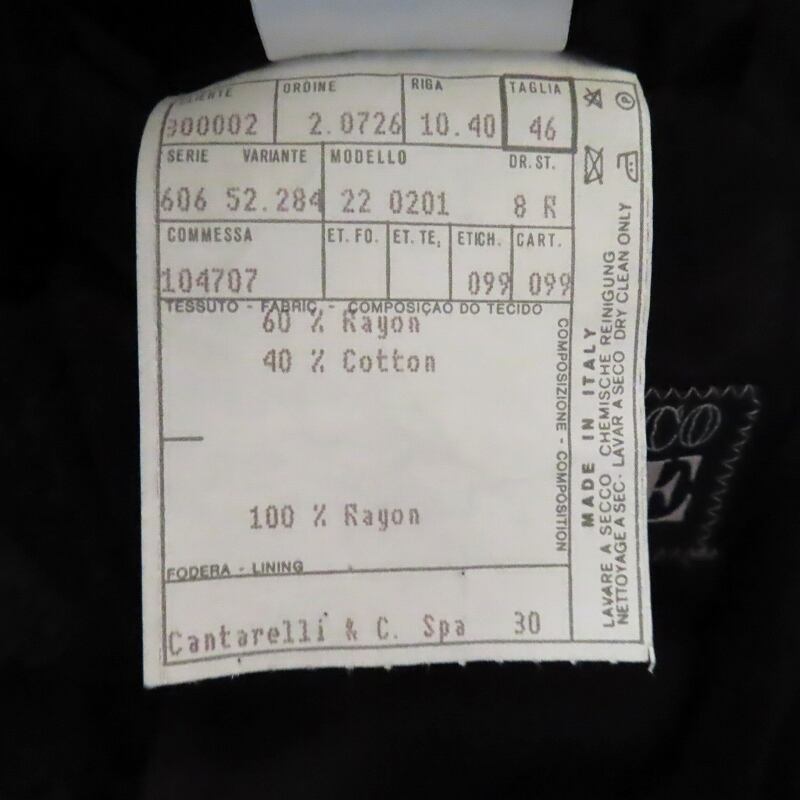 CLIENTE ORDINE RIGA TAGLIA
300002 2.0726 10.40 46
SERIE VARIANTE MODELLO DR. ST.
606 52.284 22 0201 8 R
COMMESSA ET. FO. ET. TE. ETICH. CART.
104707 099 099
TESSUTO - FABRIC. - COMPOSIÇAO DO TECIDO
60 % Rayon
40 % Cotton
100 % Rayon
FODERA - LINING
Cantarelli & C. Spa 30
COMPOSIZIONE - COMPOSITION
MADE IN ITALY
LAVARE A SECCO CHEMISCHE REINIGUNG
NETTOYAGE A SEC - LAVAR A SECO DRY CLEAN ONLY
P
CO
E